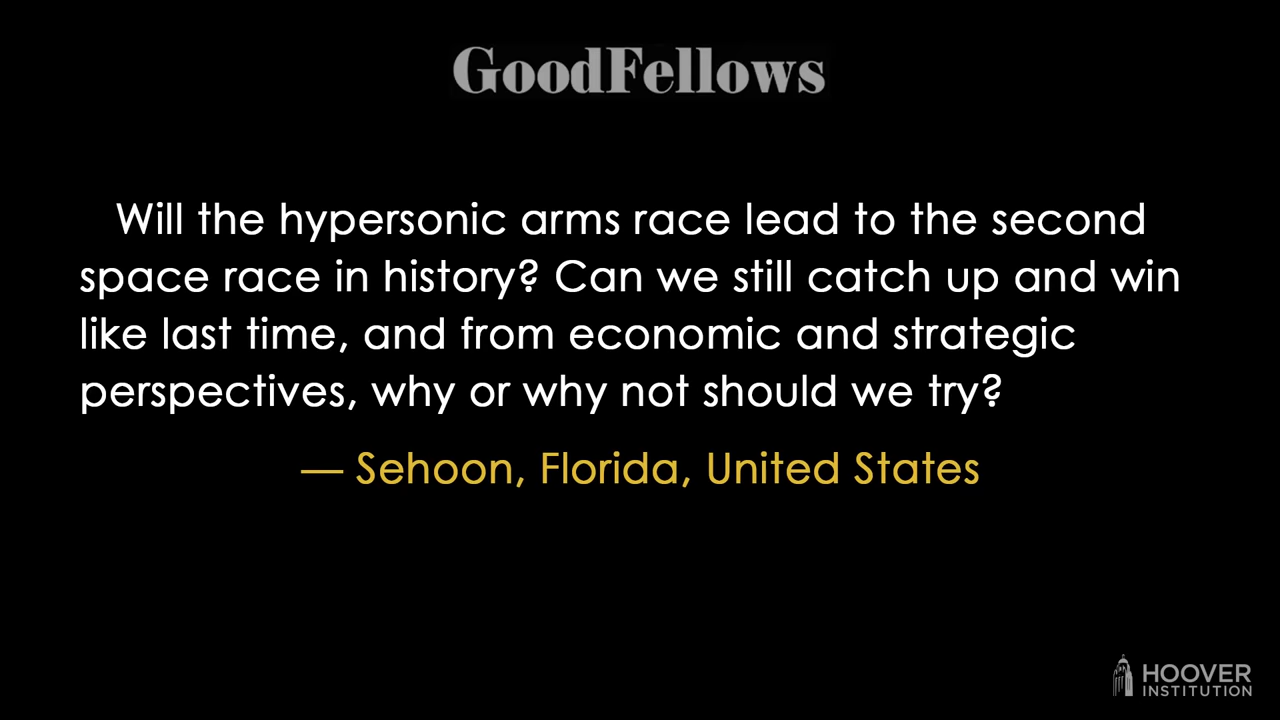 GoodFellows
Will the hypersonic arms race lead to the second
space race in history? Can we still catch up and win
like last time, and from economic and strategic
perspectives, why or why not should we try?
— Sehoon, Florida, United States
HOOVER
INSTITUTION